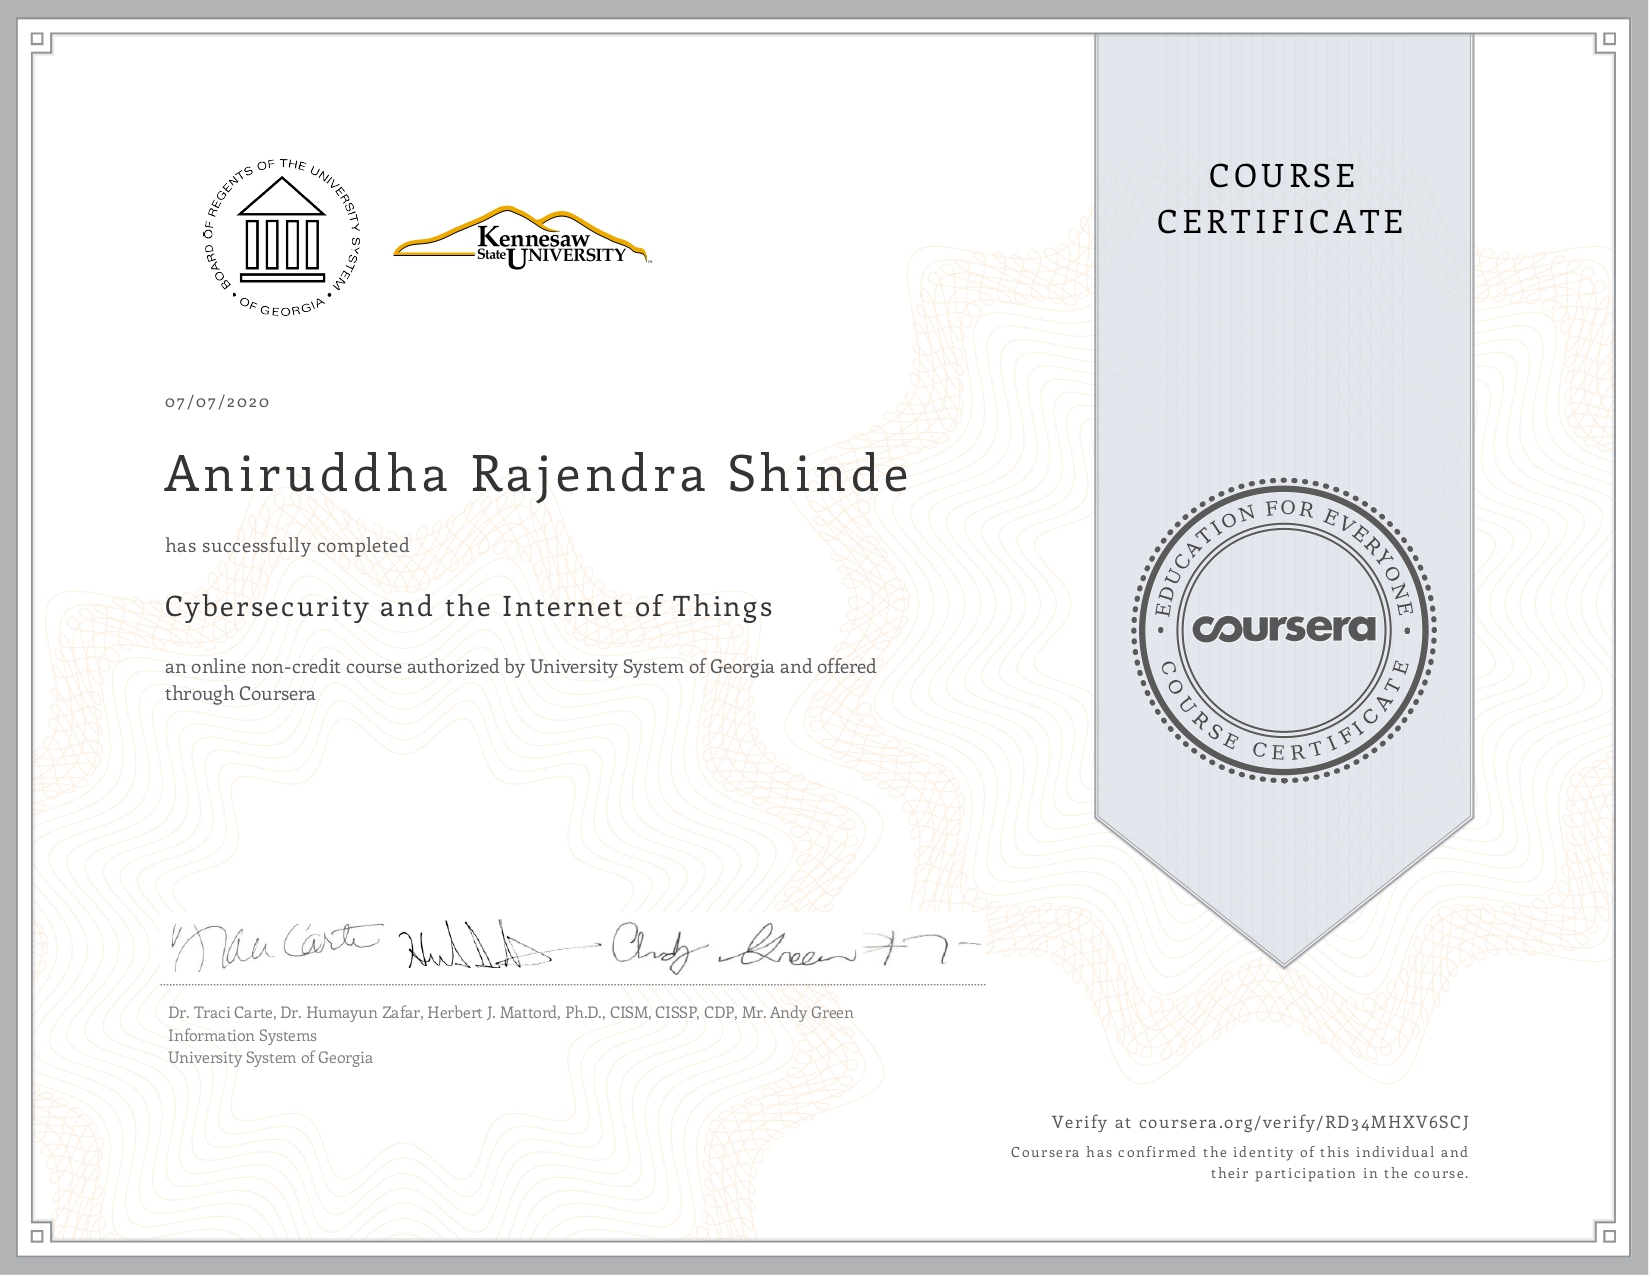 BOARD OF REGENTS OF THE UNIVERSITY SYSTEM
• OF GEORGIA •
Kennesaw
State UNIVERSITY
COURSE
CERTIFICATE
07/07/2020
Aniruddha Rajendra Shinde
has successfully completed
Cybersecurity and the Internet of Things
an online non-credit course authorized by University System of Georgia and offered
through Coursera
• EDUCATION FOR EVERYONE •
coursera
COURSE CERTIFICATE
Dr. Traci Carte, Dr. Humayun Zafar, Herbert J. Mattord, Ph.D., CISM, CISSP, CDP, Mr. Andy Green
Information Systems
University System of Georgia
Verify at coursera.org/verify/RD34MHXV6SCJ
Coursera has confirmed the identity of this individual and
their participation in the course.